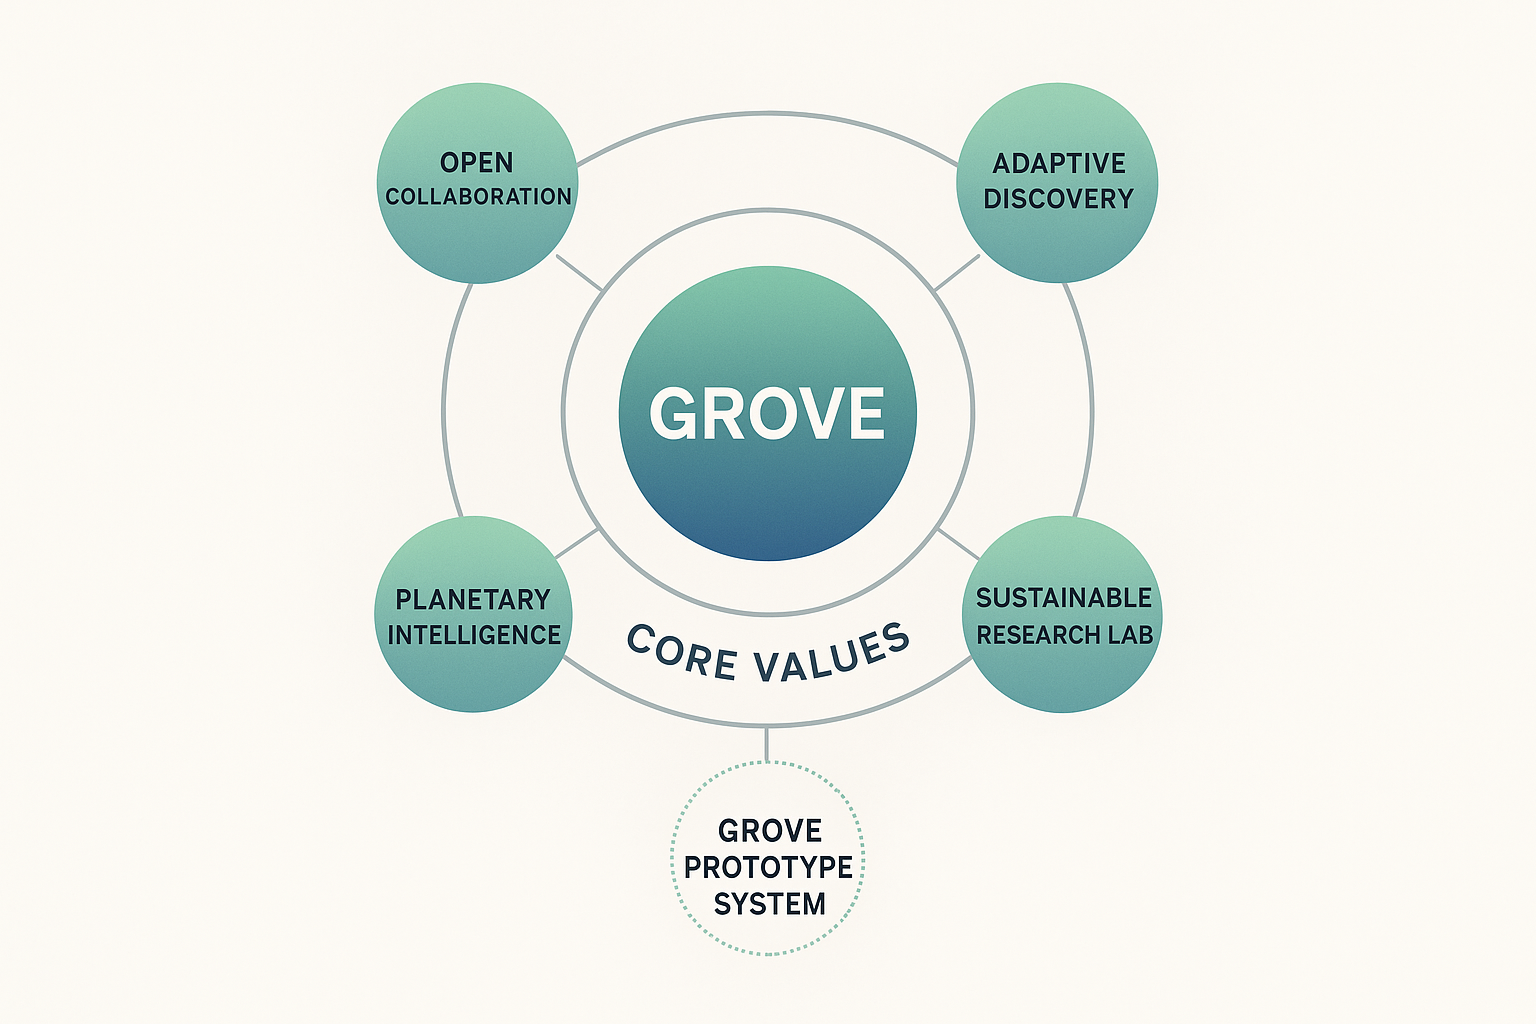 OPEN
COLLABORATION
ADAPTIVE
DISCOVERY
GROVE
PLANETARY
INTELLIGENCE
SUSTAINABLE
RESEARCH LAB
CORE VALUES
GROVE
PROTOTYPE
SYSTEM